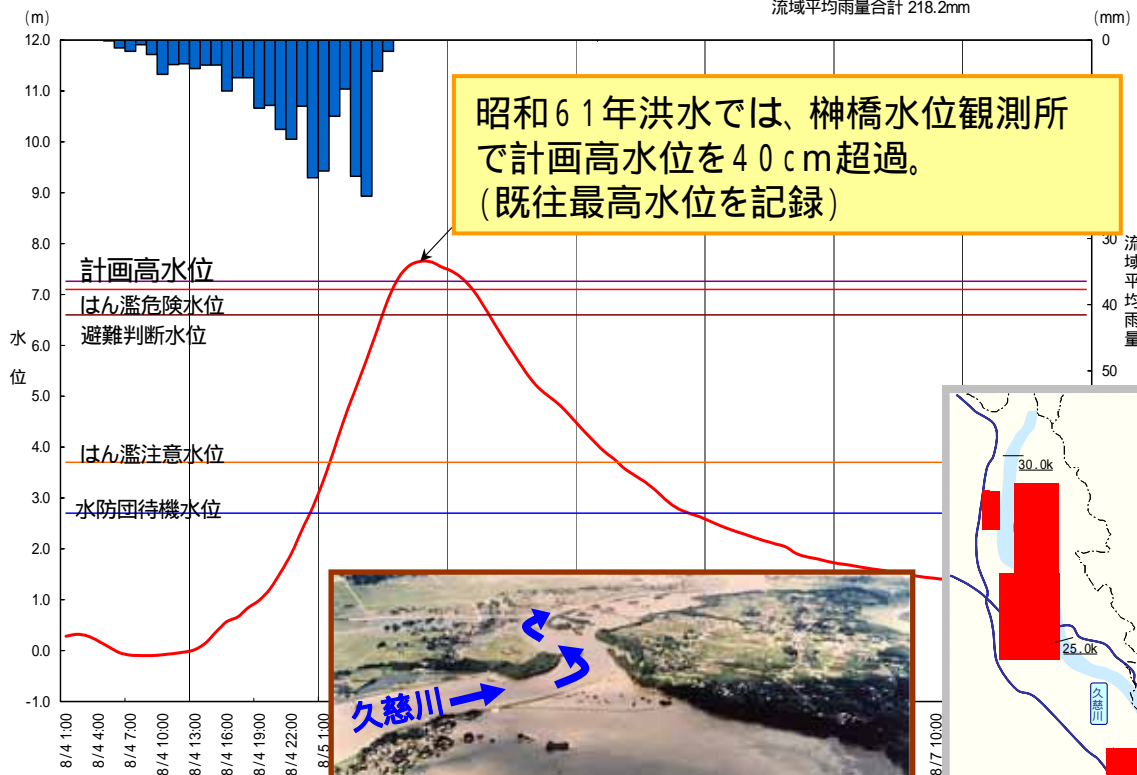 流域平均雨量合計 218.2mm
(m)
(mm)
12.0
11.0
10.0
9.0
8.0
7.0
6.0
5.0
4.0
3.0
2.0
1.0
0.0
-1.0
水位
0
30
40
50
流域平均雨量
昭和61年洪水では、榊橋水位観測所
で計画高水位を40cm超過。
(既往最高水位を記録)
計画高水位
はん濫危険水位
避難判断水位
はん濫注意水位
水防団待機水位
8/4 1:00
8/4 4:00
8/4 7:00
8/4 10:00
8/4 13:00
8/4 16:00
8/4 19:00
8/4 22:00
8/5 1:00
8/7 10:00
久慈川
30.0k
25.0k
久慈川